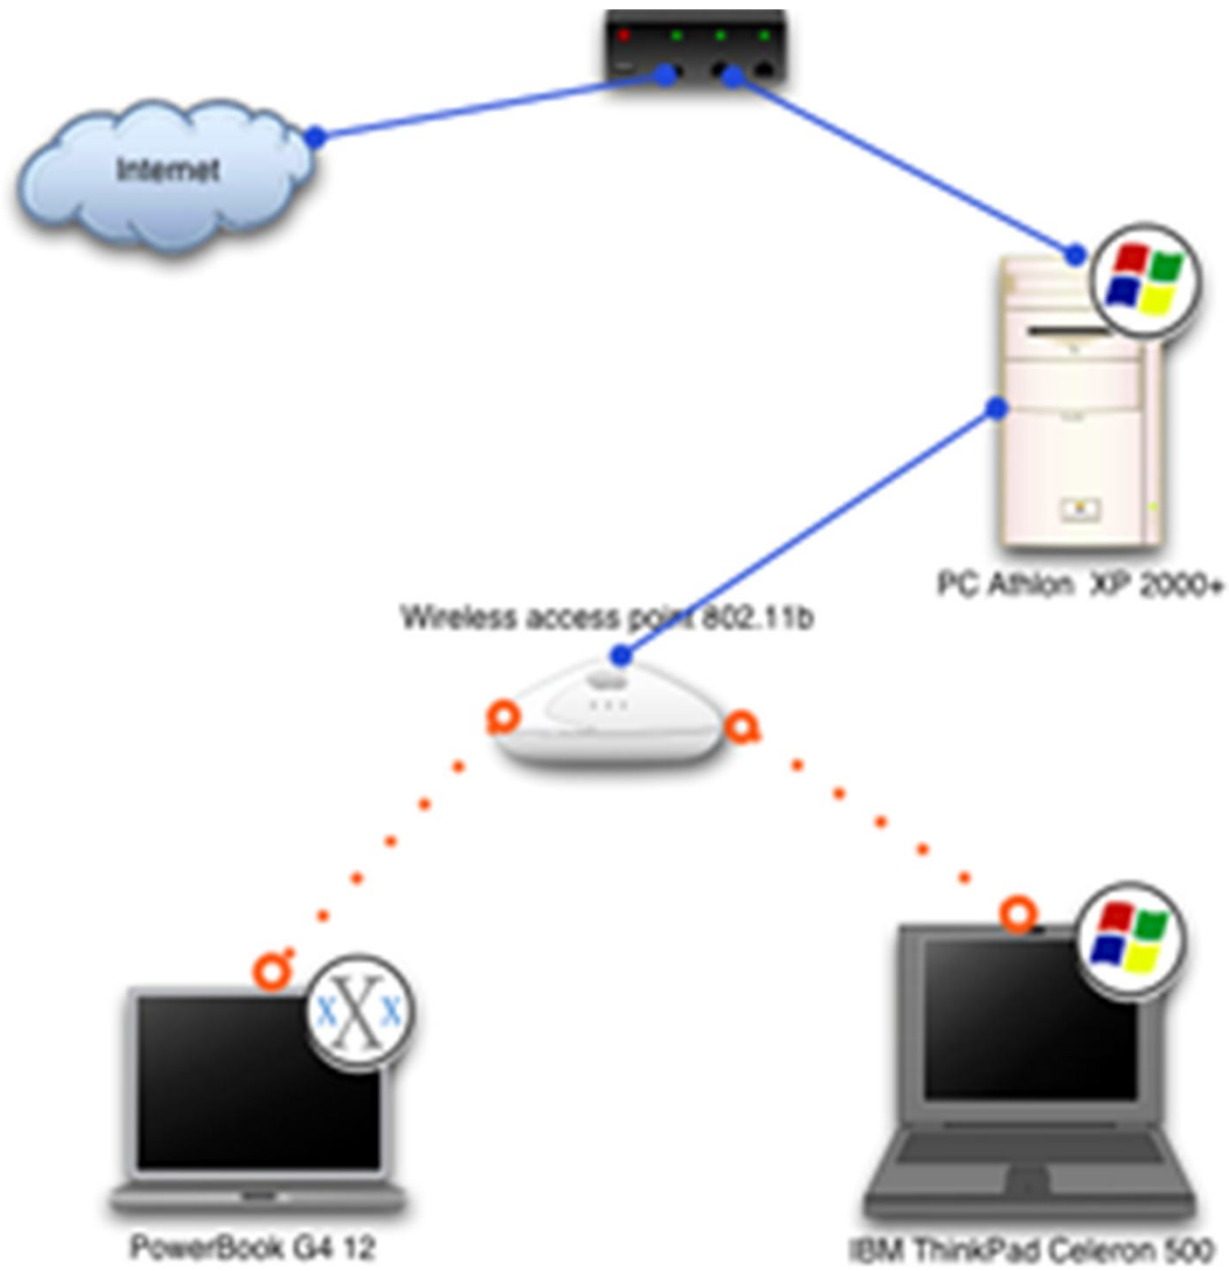 Internet
PC Athlon XP 2000+
Wireless access point 802.11b
X X X
PowerBook G4 12
IBM ThinkPad Celeron 500